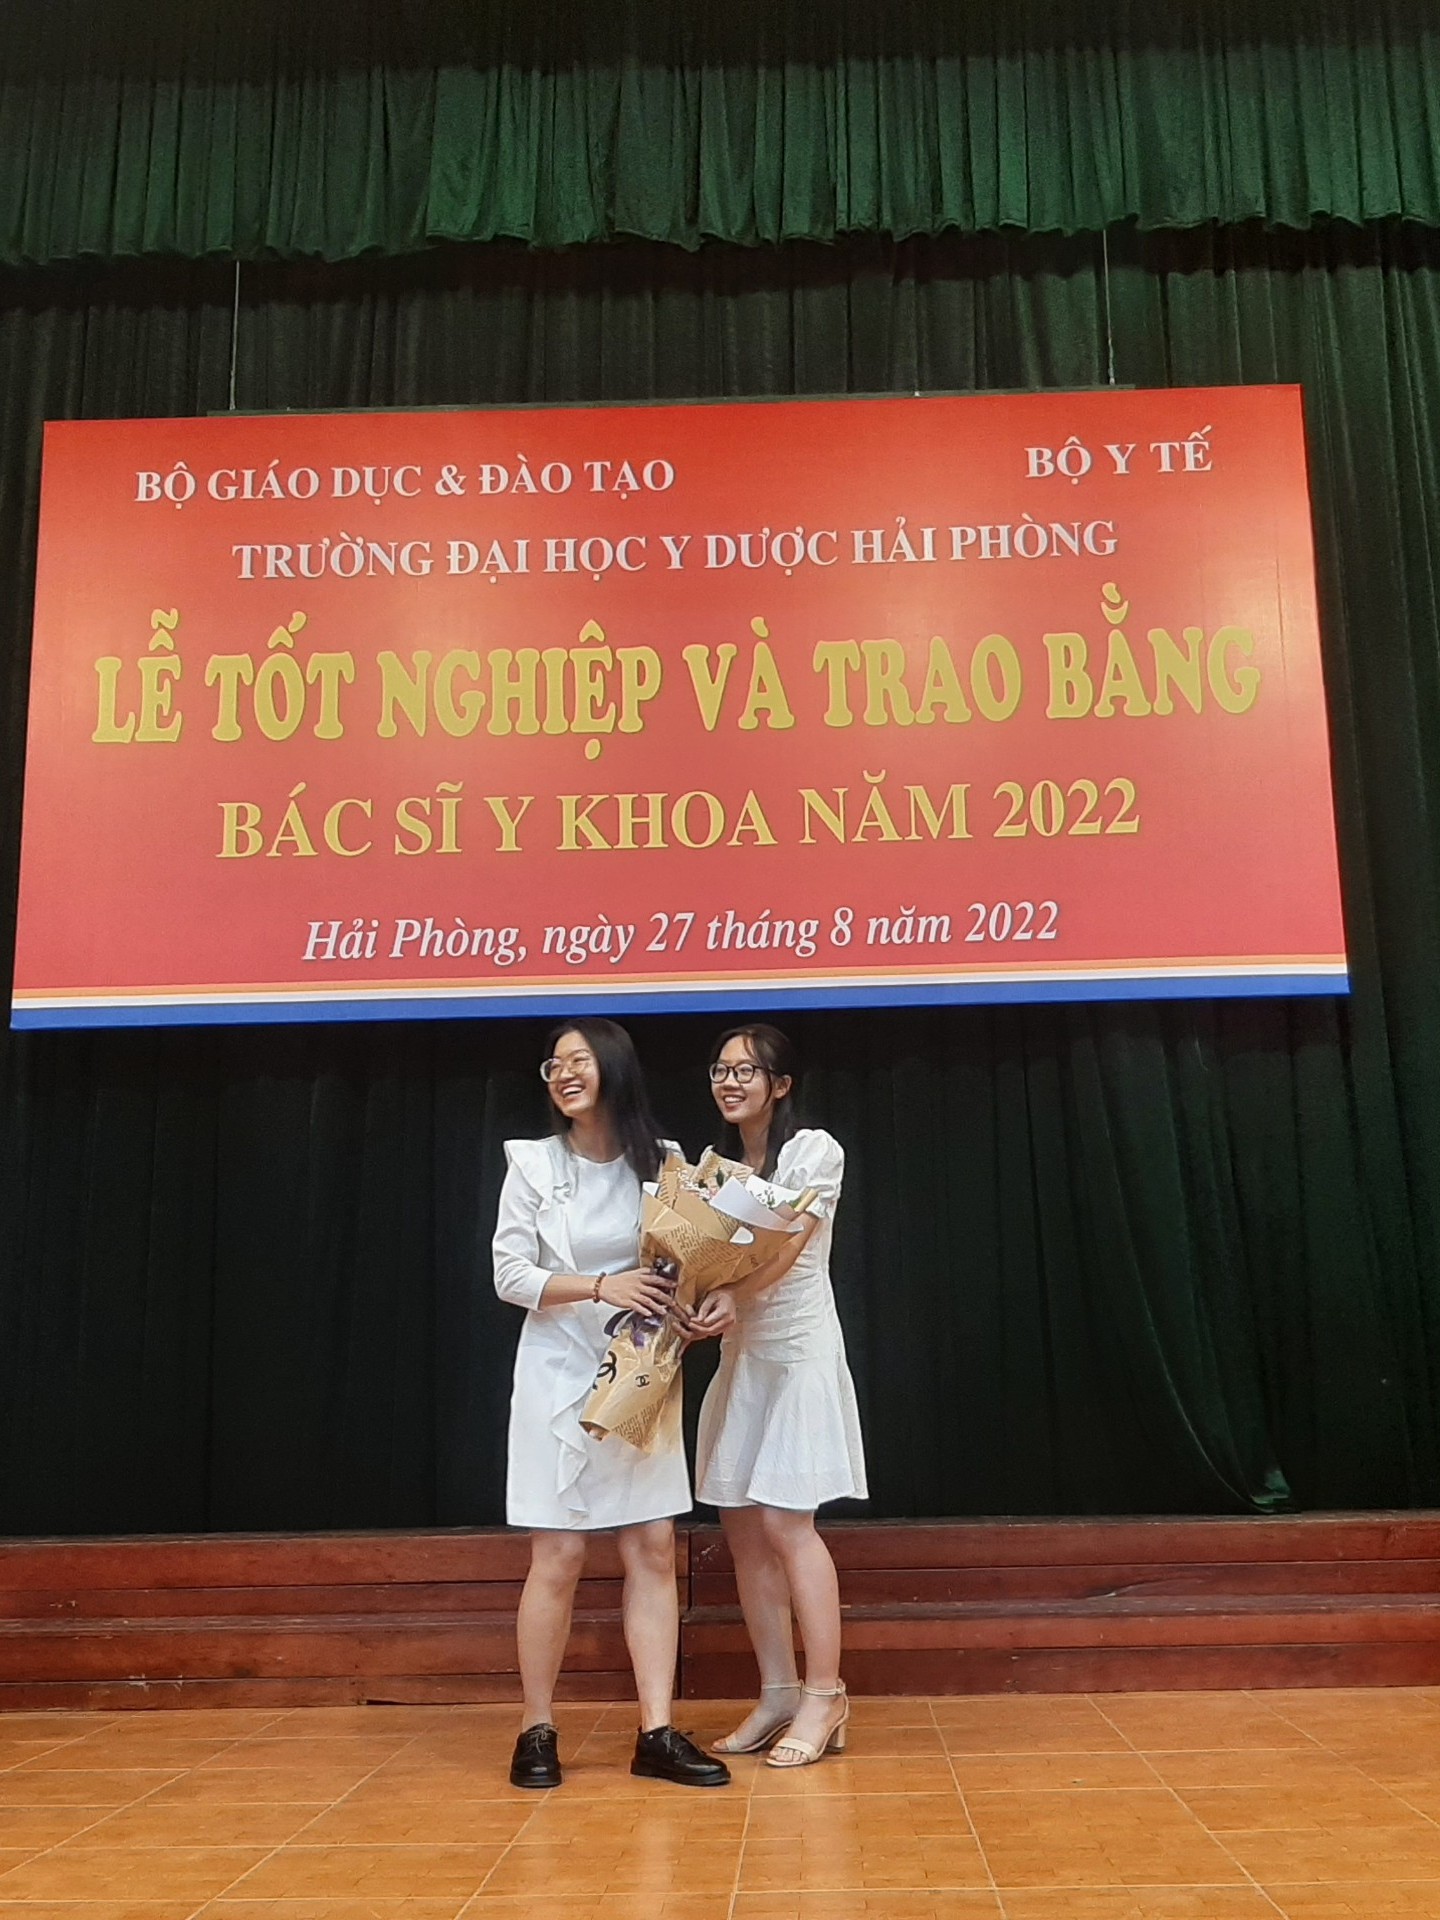 BỘ GIÁO DỤC & ĐÀO TẠO
BỘ Y TẾ
TRƯỜNG ĐẠI HỌC Y DƯỢC HẢI PHÒNG
LỄ TỐT NGHIỆP VÀ TRAO BẰNG
BÁC SĨ Y KHOA NĂM 2022
Hải Phòng, ngày 27 tháng 8 năm 2022